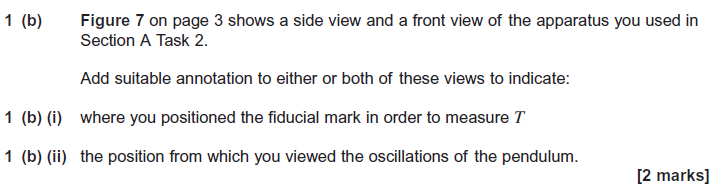 1 (b) Figure 7 on page 3 shows a side view and a front view of the apparatus you used in
Section A Task 2.
Add suitable annotation to either or both of these views to indicate:
1 (b) (i) where you positioned the fiducial mark in order to measure T
1 (b) (ii) the position from which you viewed the oscillations of the pendulum.
[2 marks]